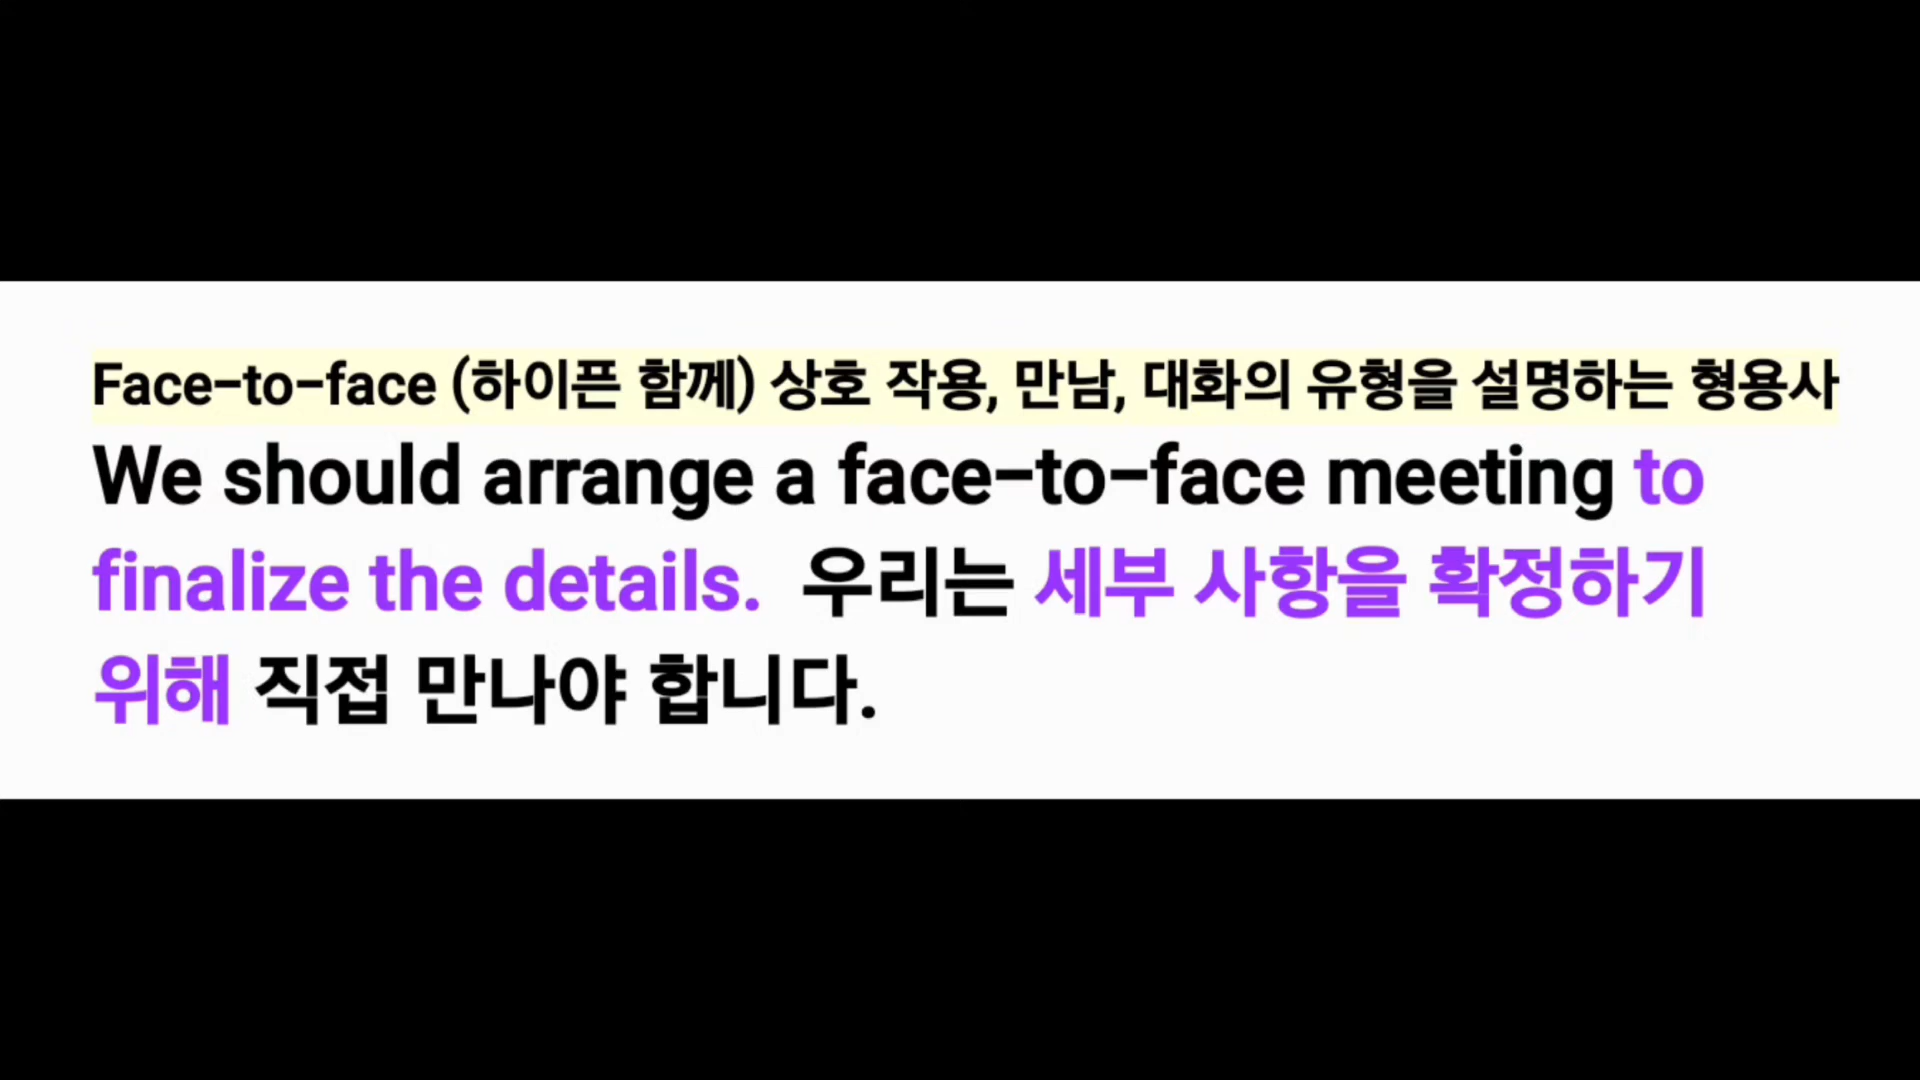 Face-to-face (하이픈 함께) 상호 작용, 만남, 대화의 유형을 설명하는 형용사
We should arrange a face-to-face meeting to
finalize the details. 우리는 세부 사항을 확정하기
위해 직접 만나야 합니다.